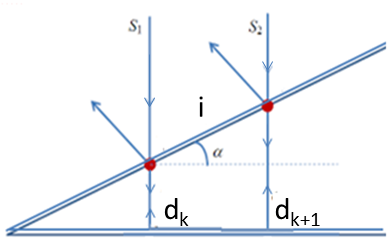 S₁ S₂
i
α
dₖ dₖ₊₁